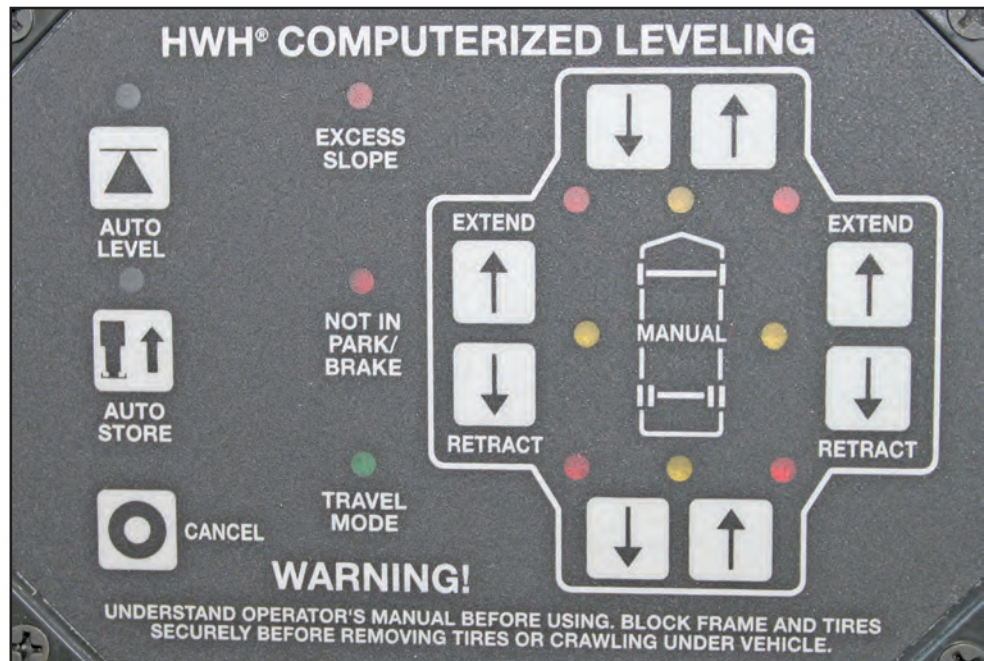 HWH® COMPUTERIZED LEVELING
AUTO
LEVEL
AUTO
STORE
CANCEL
EXCESS
SLOPE
NOT IN
PARK/
BRAKE
TRAVEL
MODE
EXTEND
RETRACT
MANUAL
EXTEND
RETRACT
WARNING!
UNDERSTAND OPERATOR'S MANUAL BEFORE USING. BLOCK FRAME AND TIRES
SECURELY BEFORE REMOVING TIRES OR CRAWLING UNDER VEHICLE.